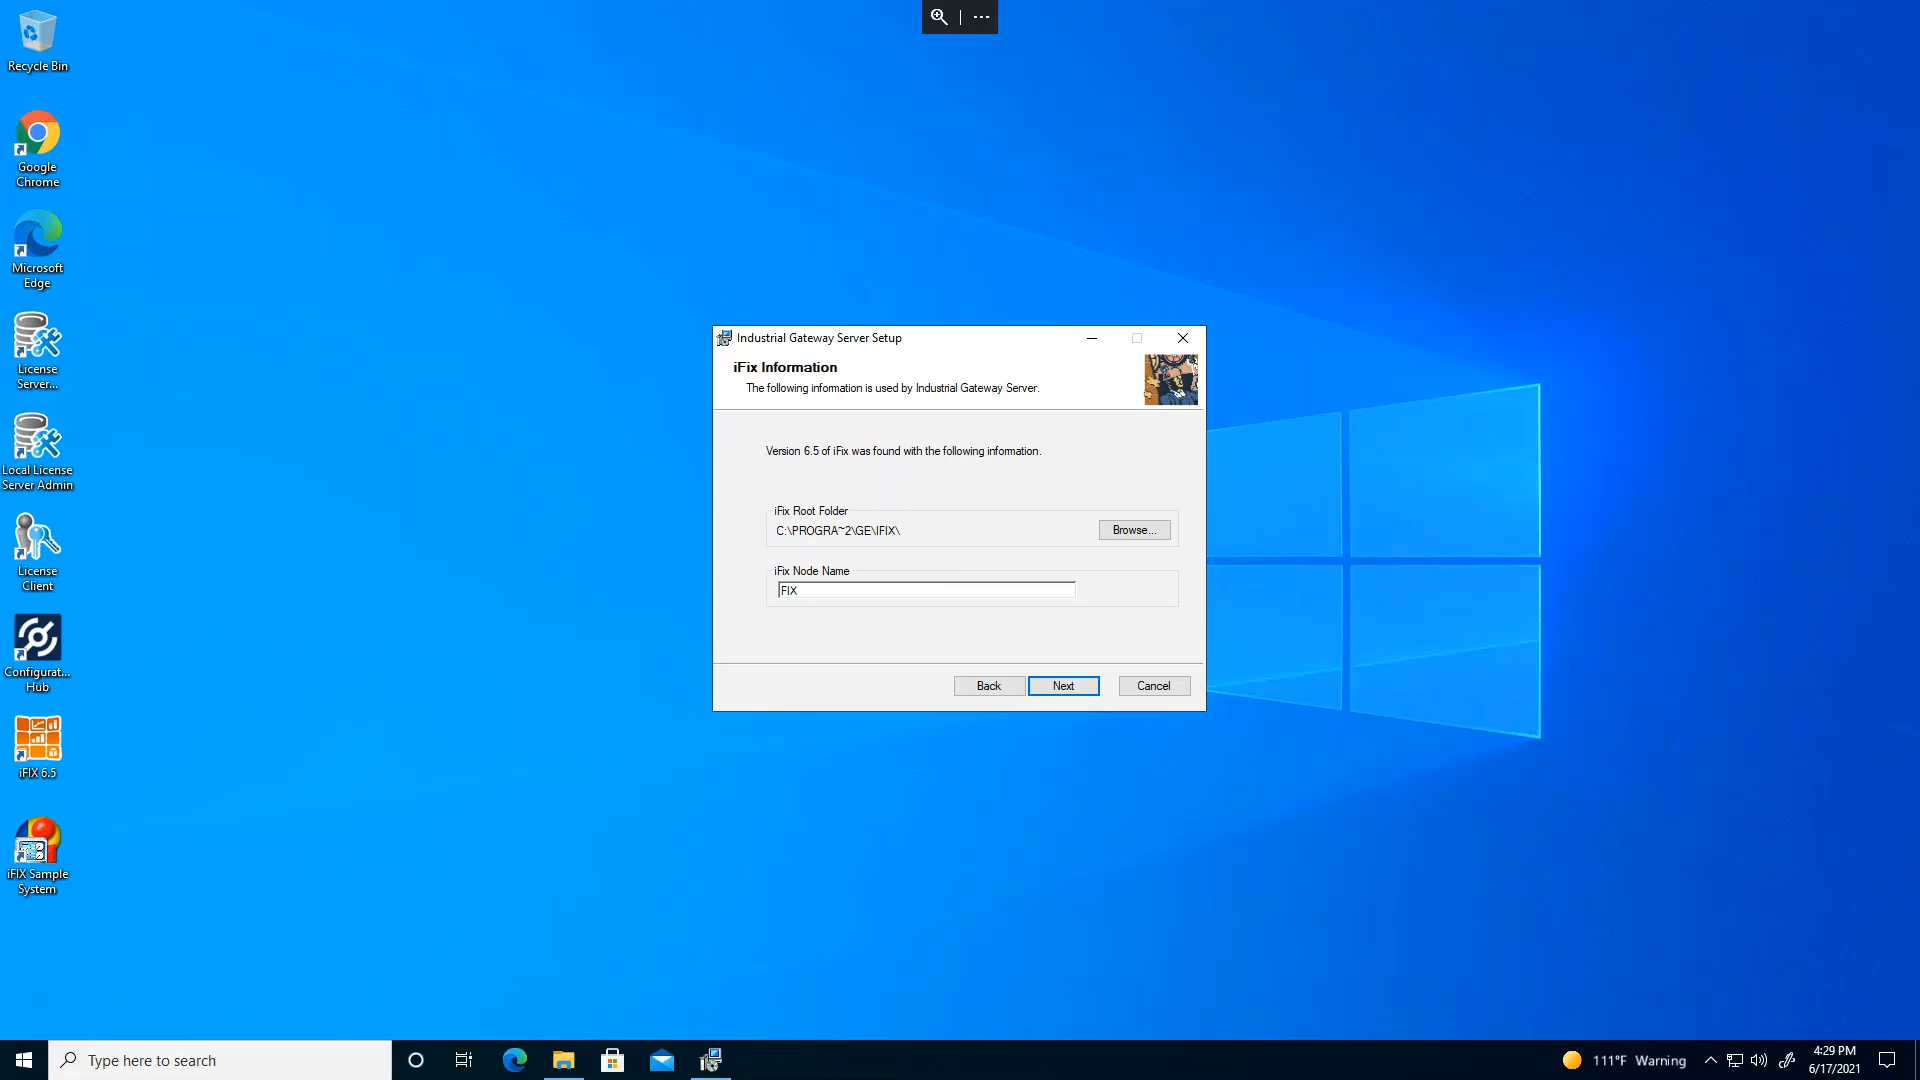 Recycle Bin
Google
Chrome
Microsoft
Edge
License
Server...
Local License
Server Admin
License
Client
Configurat...
Hub
iFIX 6.5
iFIX Sample
System
Industrial Gateway Server Setup
iFix Information
The following information is used by Industrial Gateway Server.
Version 6.5 of iFix was found with the following information.
iFix Root Folder
C:\PROGRA~2\GE\IFIX\
Browse...
iFix Node Name
FIX
Back
Next
Cancel
Type here to search
111°F Warning
4:29 PM
6/17/2021